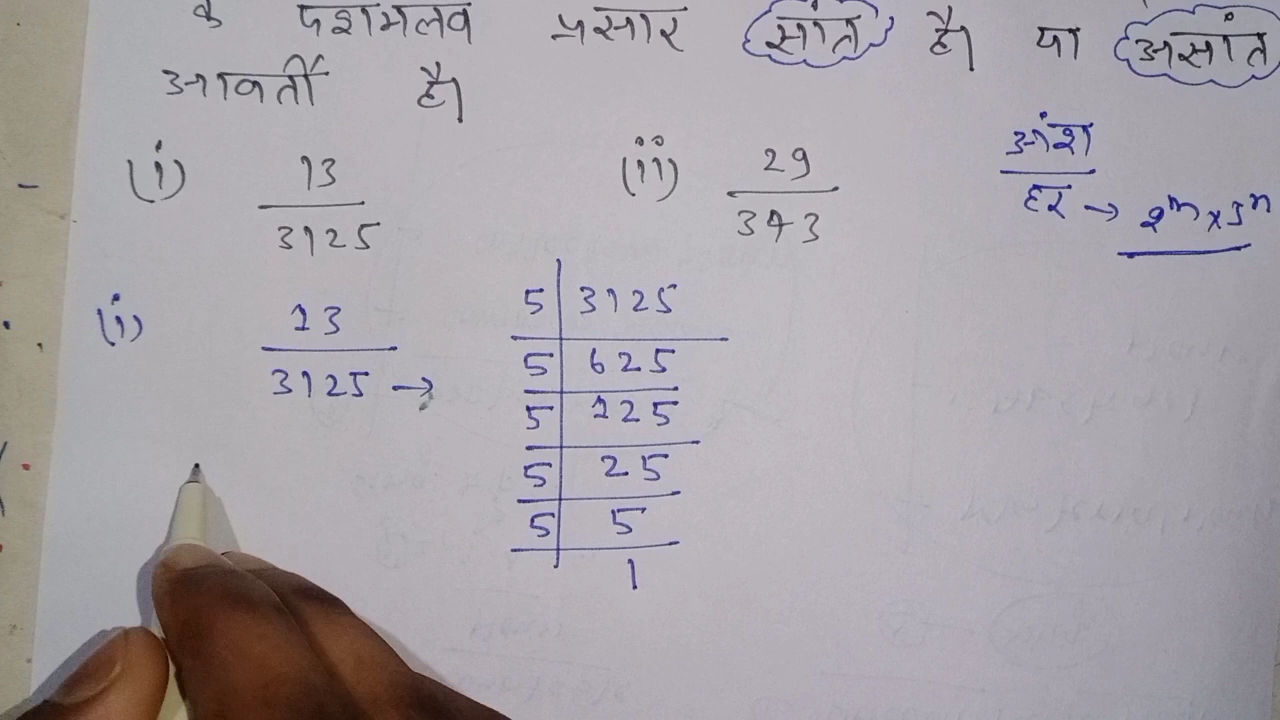 के दशमलव प्रसार सांत है। या असांत
आवर्ती है।
(i) 13/3125 (ii) 29/343
अंश/हर → 2^m x 5^n
(i) 13/3125 →
5 | 3125
5 | 625
5 | 125
5 | 25
5 | 5
1